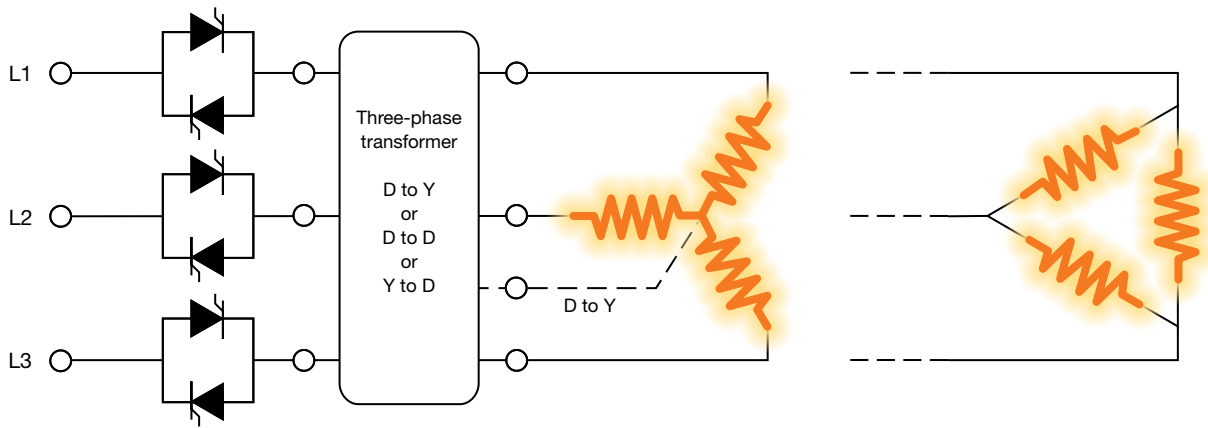 L1
L2
L3
Three-phase
transformer
D to Y
or
D to D
or
Y to D
D to Y